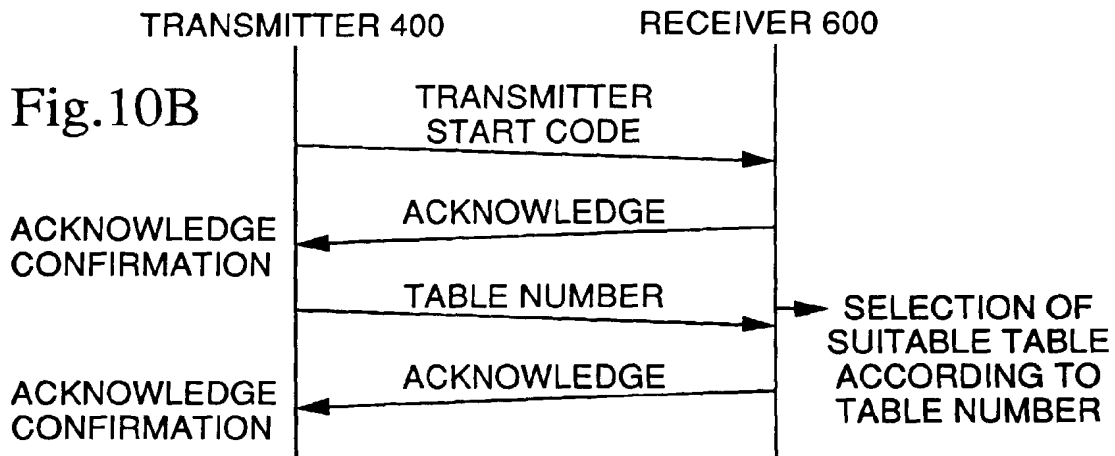 TRANSMITTER 400
RECEIVER 600
Fig.10B
TRANSMITTER
START CODE
ACKNOWLEDGE
ACKNOWLEDGE
CONFIRMATION
TABLE NUMBER
SELECTION OF
SUITABLE TABLE
ACCORDING TO
TABLE NUMBER
ACKNOWLEDGE
ACKNOWLEDGE
CONFIRMATION